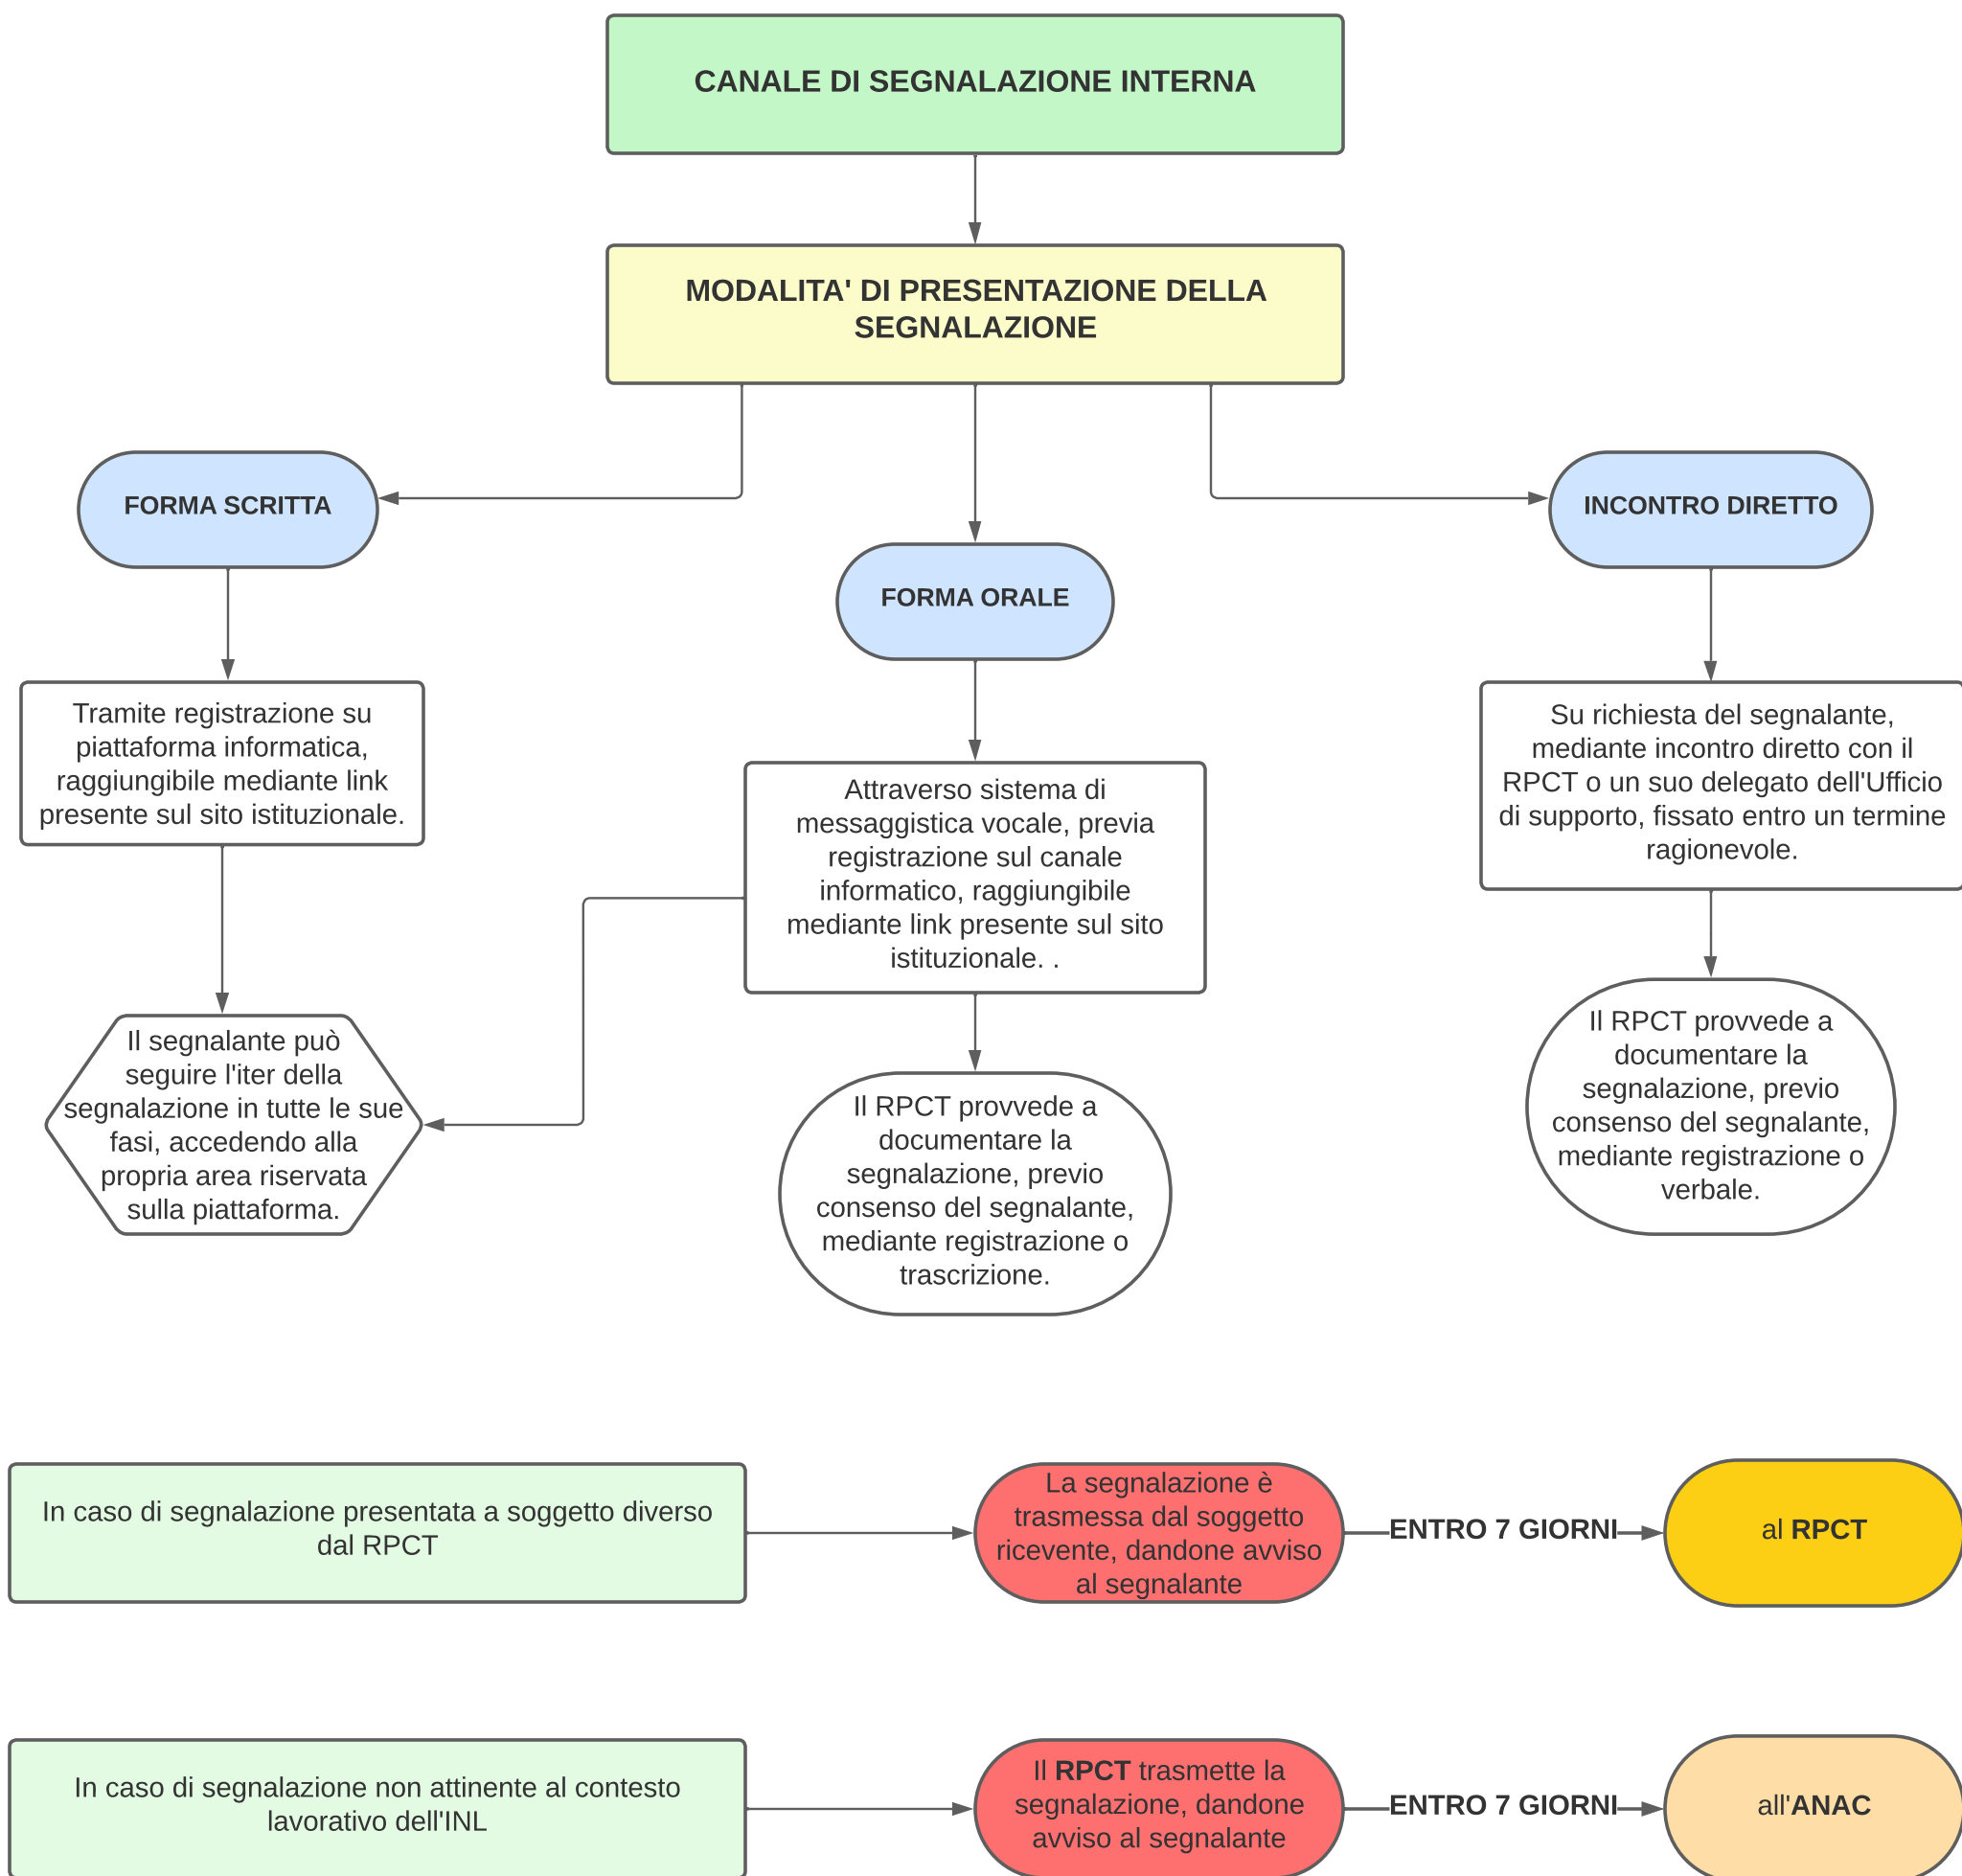 CANALE DI SEGNALAZIONE INTERNA
MODALITA' DI PRESENTAZIONE DELLA
SEGNALAZIONE
FORMA SCRITTA
FORMA ORALE
INCONTRO DIRETTO
Tramite registrazione su
piattaforma informatica,
raggiungibile mediante link
presente sul sito istituzionale.
Attraverso sistema di
messaggistica vocale, previa
registrazione sul canale
informatico, raggiungibile
mediante link presente sul sito
istituzionale. .
Su richiesta del segnalante,
mediante incontro diretto con il
RPCT o un suo delegato dell'Ufficio
di supporto, fissato entro un termine
ragionevole.
Il segnalante può
seguire l'iter della
segnalazione in tutte le sue
fasi, accedendo alla
propria area riservata
sulla piattaforma.
Il RPCT provvede a
documentare la
segnalazione, previo
consenso del segnalante,
mediante registrazione o
trascrizione.
Il RPCT provvede a
documentare la
segnalazione, previo
consenso del segnalante,
mediante registrazione o
verbale.
In caso di segnalazione presentata a soggetto diverso
dal RPCT
La segnalazione è
trasmessa dal soggetto
ricevente, dandone avviso
al segnalante
ENTRO 7 GIORNI
al RPCT
In caso di segnalazione non attinente al contesto
lavorativo dell'INL
Il RPCT trasmette la
segnalazione, dandone
avviso al segnalante
ENTRO 7 GIORNI
all'ANAC